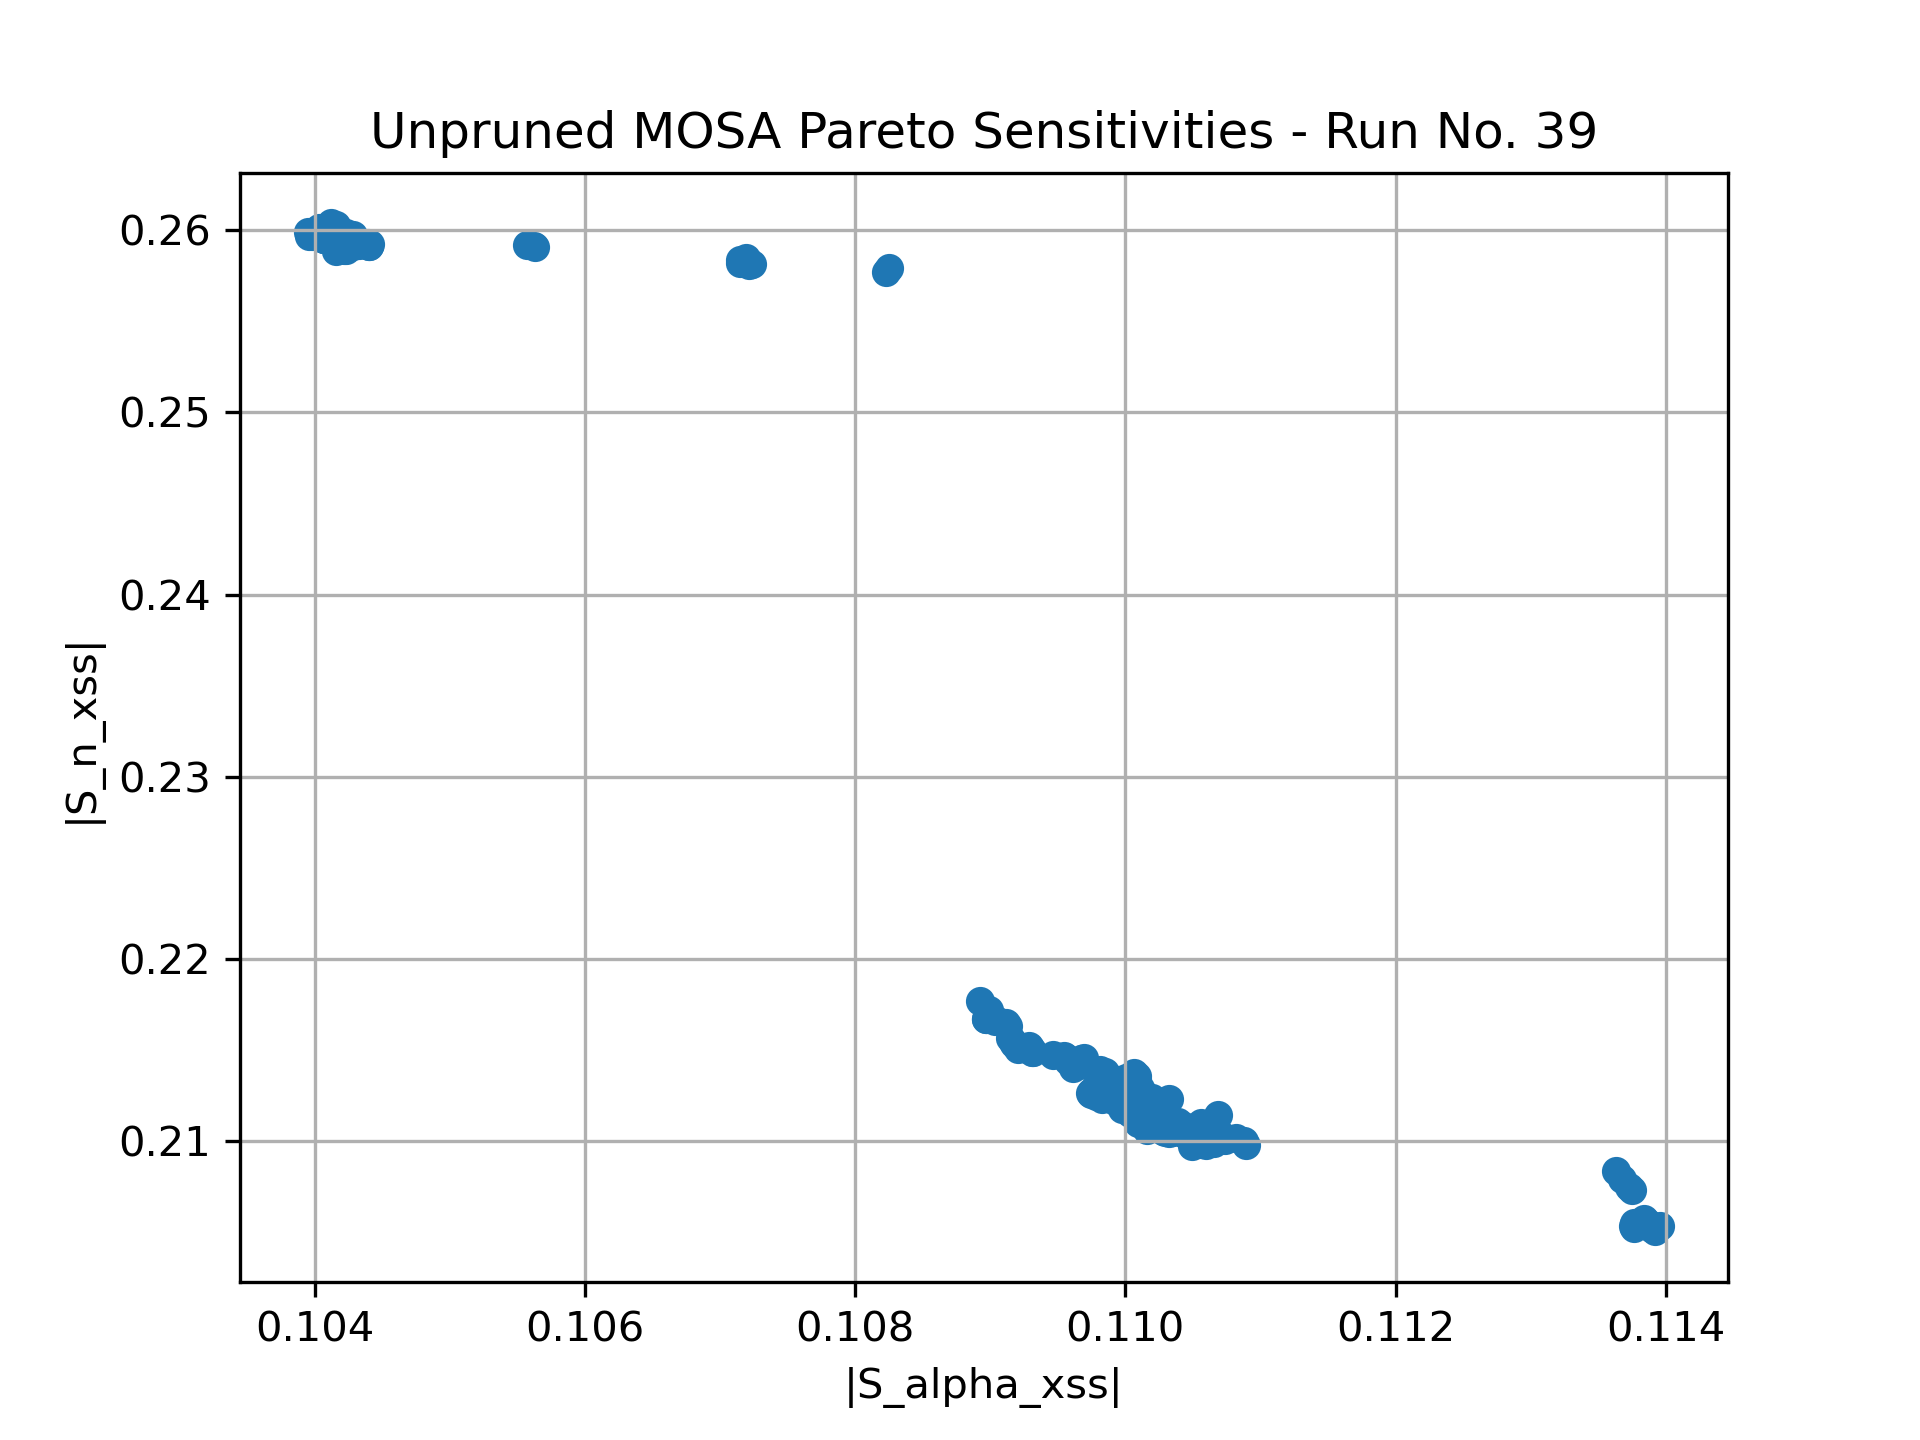 Unpruned MOSA Pareto Sensitivities - Run No. 39
|S_n_xss|
0.26
0.25
0.24
0.23
0.22
0.21
0.104 0.106 0.108 0.110 0.112 0.114
|S_alpha_xss|